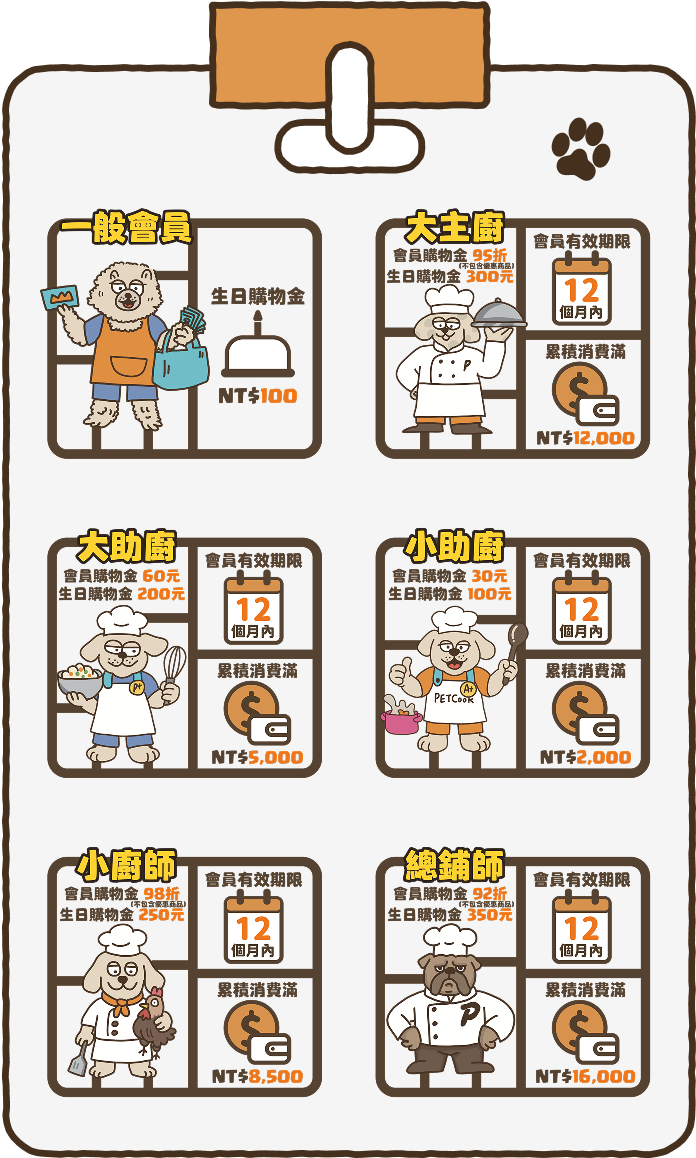 一般會員
生日購物金
NT$100
大主廚
會員購物金 95折
(不包含優惠商品)
生日購物金 300元
P
會員有效期限
12
個月內
累積消費滿
$
NT$12,000
大助廚
會員購物金 60元
生日購物金 200元
P+
會員有效期限
12
個月內
累積消費滿
$
NT$5,000
小助廚
會員購物金 30元
生日購物金 100元
A+
PETCOOK
會員有效期限
12
個月內
累積消費滿
$
NT$2,000
小廚師
會員購物金 98折
(不包含優惠商品)
生日購物金 250元
會員有效期限
12
個月內
累積消費滿
$
NT$8,500
總鋪師
會員購物金 92折
(不包含優惠商品)
生日購物金 350元
P
會員有效期限
12
個月內
累積消費滿
$
NT$16,000